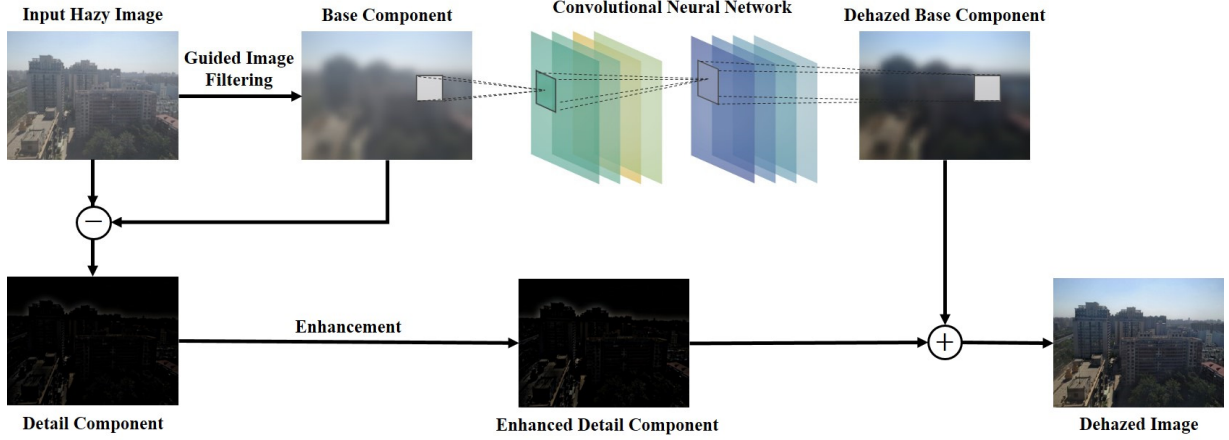 Input Hazy Image
Base Component
Convolutional Neural Network
Dehazed Base Component
Guided Image
Filtering
Enhancement
Detail Component
Enhanced Detail Component
Dehazed Image